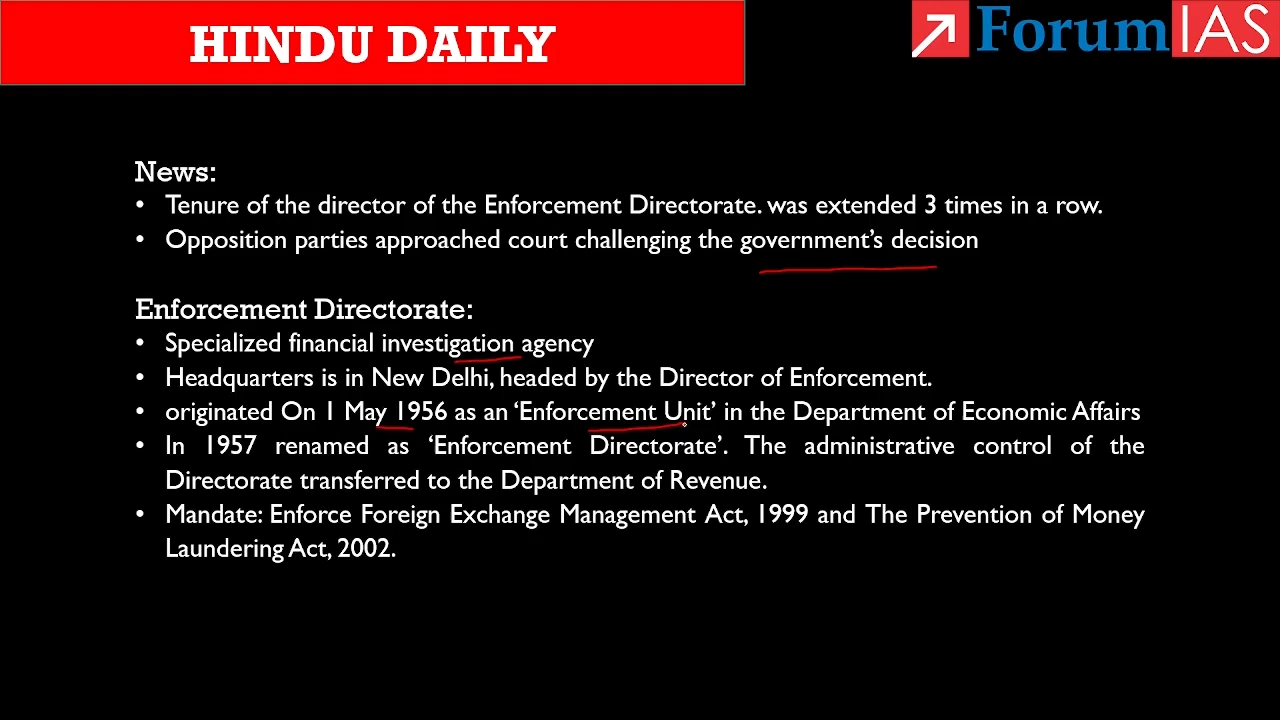 HINDU DAILY
ForumIAS
News:
• Tenure of the director of the Enforcement Directorate. was extended 3 times in a row.
• Opposition parties approached court challenging the government's decision
Enforcement Directorate:
• Specialized financial investigation agency
• Headquarters is in New Delhi, headed by the Director of Enforcement.
• originated On 1 May 1956 as an ‘Enforcement Unit’ in the Department of Economic Affairs
• In 1957 renamed as ‘Enforcement Directorate’. The administrative control of the
Directorate transferred to the Department of Revenue.
• Mandate: Enforce Foreign Exchange Management Act, 1999 and The Prevention of Money
Laundering Act, 2002.